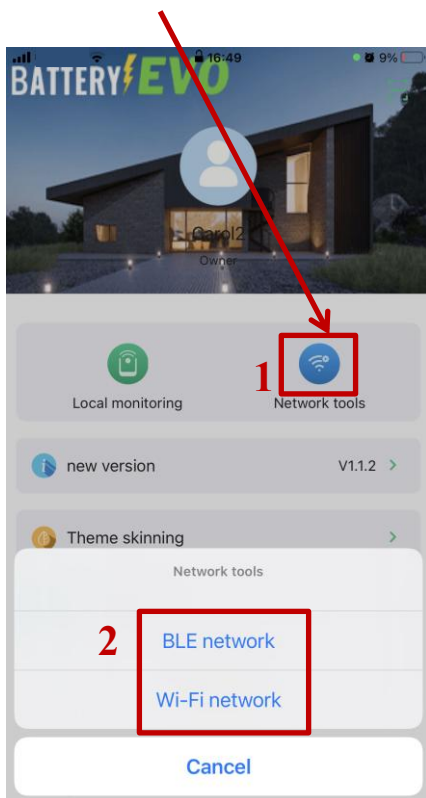 16:49
9%
BATTERY EVO
Carol2
Owner
1
Local monitoring
Network tools
new version
V1.1.2 >
Theme skinning
>
Network tools
2
BLE network
Wi-Fi network
Cancel